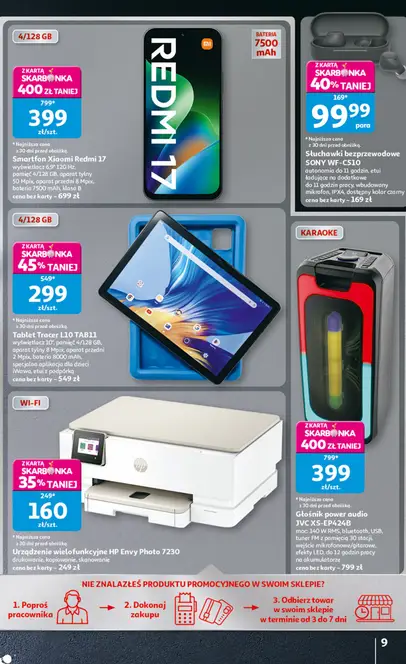 4/128 GB
BATERIA
7500
mAh
Z KARTĄ
SKARBONKA
400 ZŁ TANIEJ
799*
399
zł/szt.
* Najniższa cena
z 30 dni przed obniżką.
Smartfon Xiaomi Redmi 17
wyświetlacz 6,9" 120 Hz,
pamięć 4/128 GB, aparat tylny
50 Mpix, aparat przedni 8 Mpix,
bateria 7500 mAh, klasa B
cena bez karty – 699 zł
REDMI 17
Z KARTĄ
SKARBONKA
40% TANIEJ
169*
99,99
para
* Najniższa cena
z 30 dni przed obniżką.
Słuchawki bezprzewodowe
SONY WF-C510
autonomia do 11 godzin, etui
ładujące na dodatkowe
do 11 godzin pracy, wbudowany
mikrofon, IPX4, dostępny kolor czarny
cena bez karty – 169 zł
4/128 GB
Z KARTĄ
SKARBONKA
45% TANIEJ
549*
299
zł/szt.
* Najniższa cena
z 30 dni przed obniżką.
Tablet Tracer L10 TAB11
wyświetlacz 10", pamięć 4/128 GB,
aparat tylny 8 Mpix, aparat przedni
2 Mpix, bateria 8000 mAh,
specjalna aplikacja dla dzieci
iWawa, etui z podpórką
cena bez karty – 549 zł
KARAOKE
Z KARTĄ
SKARBONKA
400 ZŁ TANIEJ
799*
399
zł/szt.
* Najniższa cena
z 30 dni przed obniżką.
Głośnik power audio
JVC XS-EP424B
moc 340 W RMS, bluetooth, USB,
tuner FM z pamięcią 30 stacji,
wejście mikrofonowe/gitarowe,
efekty LED, do 12 godzin pracy
na akumulatorze
cena bez karty – 799 zł
WI-FI
Z KARTĄ
SKARBONKA
35% TANIEJ
249*
160
zł/szt.
* Najniższa cena
z 30 dni przed obniżką.
Urządzenie wielofunkcyjne HP Envy Photo 7230
drukowanie, kopiowanie, skanowanie
cena bez karty – 249 zł
hp
NIE ZNALAZŁEŚ PRODUKTU PROMOCYJNEGO W SWOIM SKLEPIE?
1. Poproś
pracownika
2. Dokonaj
zakupu
3. Odbierz towar
w swoim sklepie
w terminie od 3 do 7 dni
9